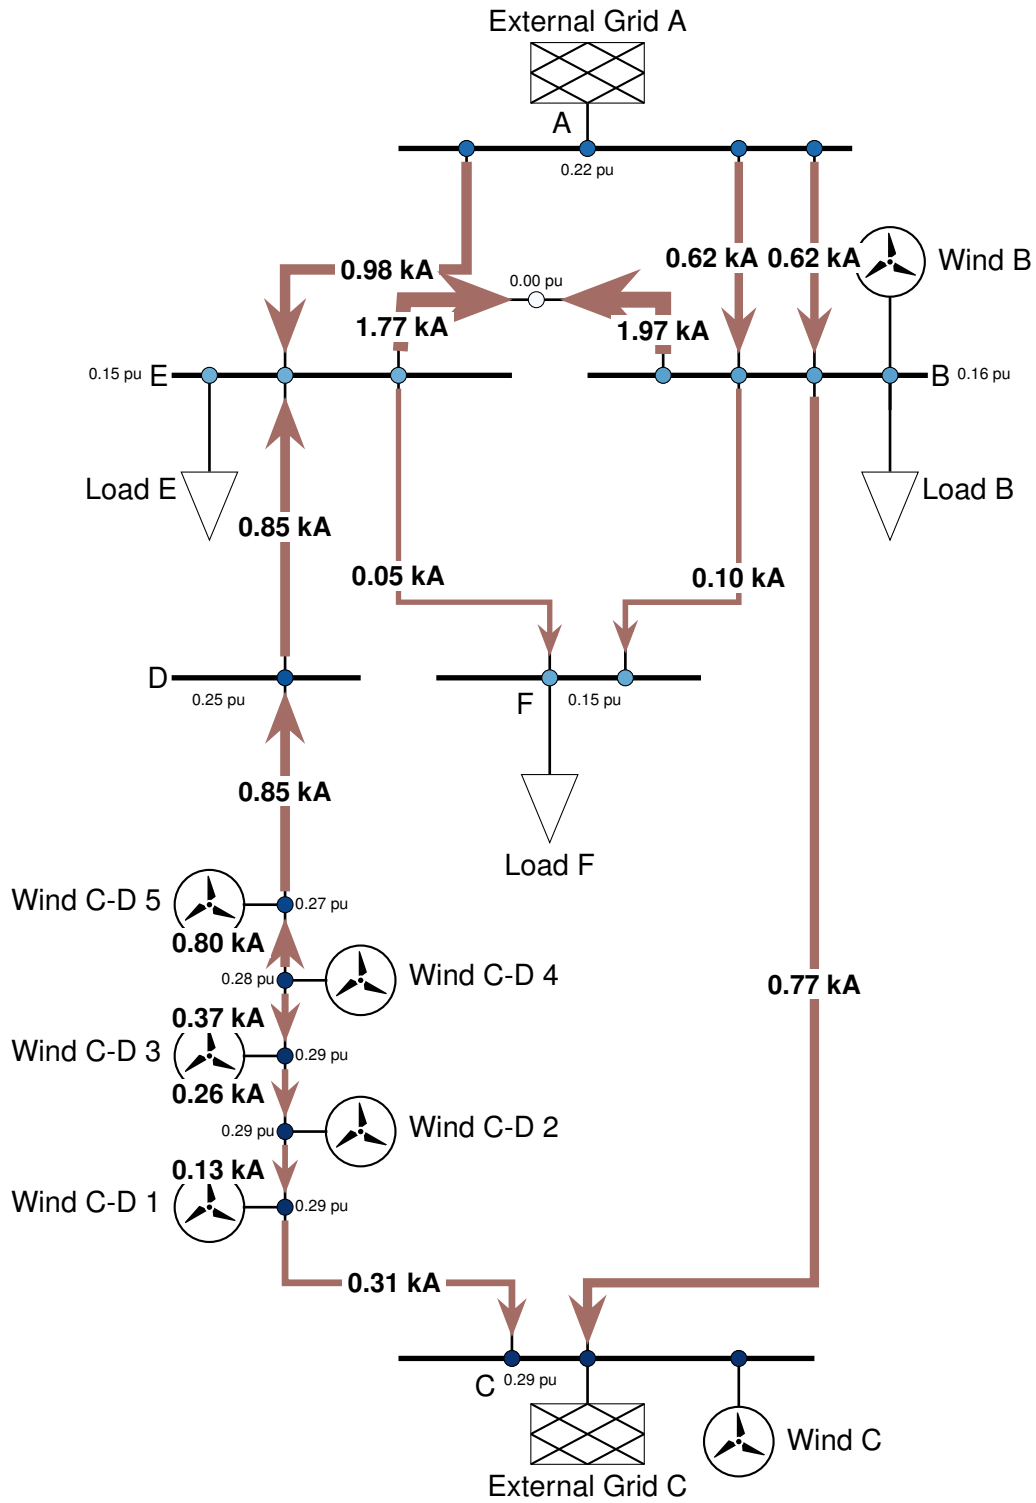 External Grid A
A
0.22 pu
0.62 kA
0.62 kA
Wind B
0.98 kA
0.00 pu
1.77 kA
1.97 kA
0.15 pu
E
B
0.16 pu
Load E
Load B
0.85 kA
0.05 kA
0.10 kA
D
0.25 pu
F
0.15 pu
0.85 kA
Load F
Wind C-D 5
0.27 pu
0.80 kA
0.28 pu
Wind C-D 4
0.77 kA
0.37 kA
Wind C-D 3
0.29 pu
0.26 kA
0.29 pu
Wind C-D 2
0.13 kA
Wind C-D 1
0.29 pu
0.31 kA
C
0.29 pu
Wind C
External Grid C